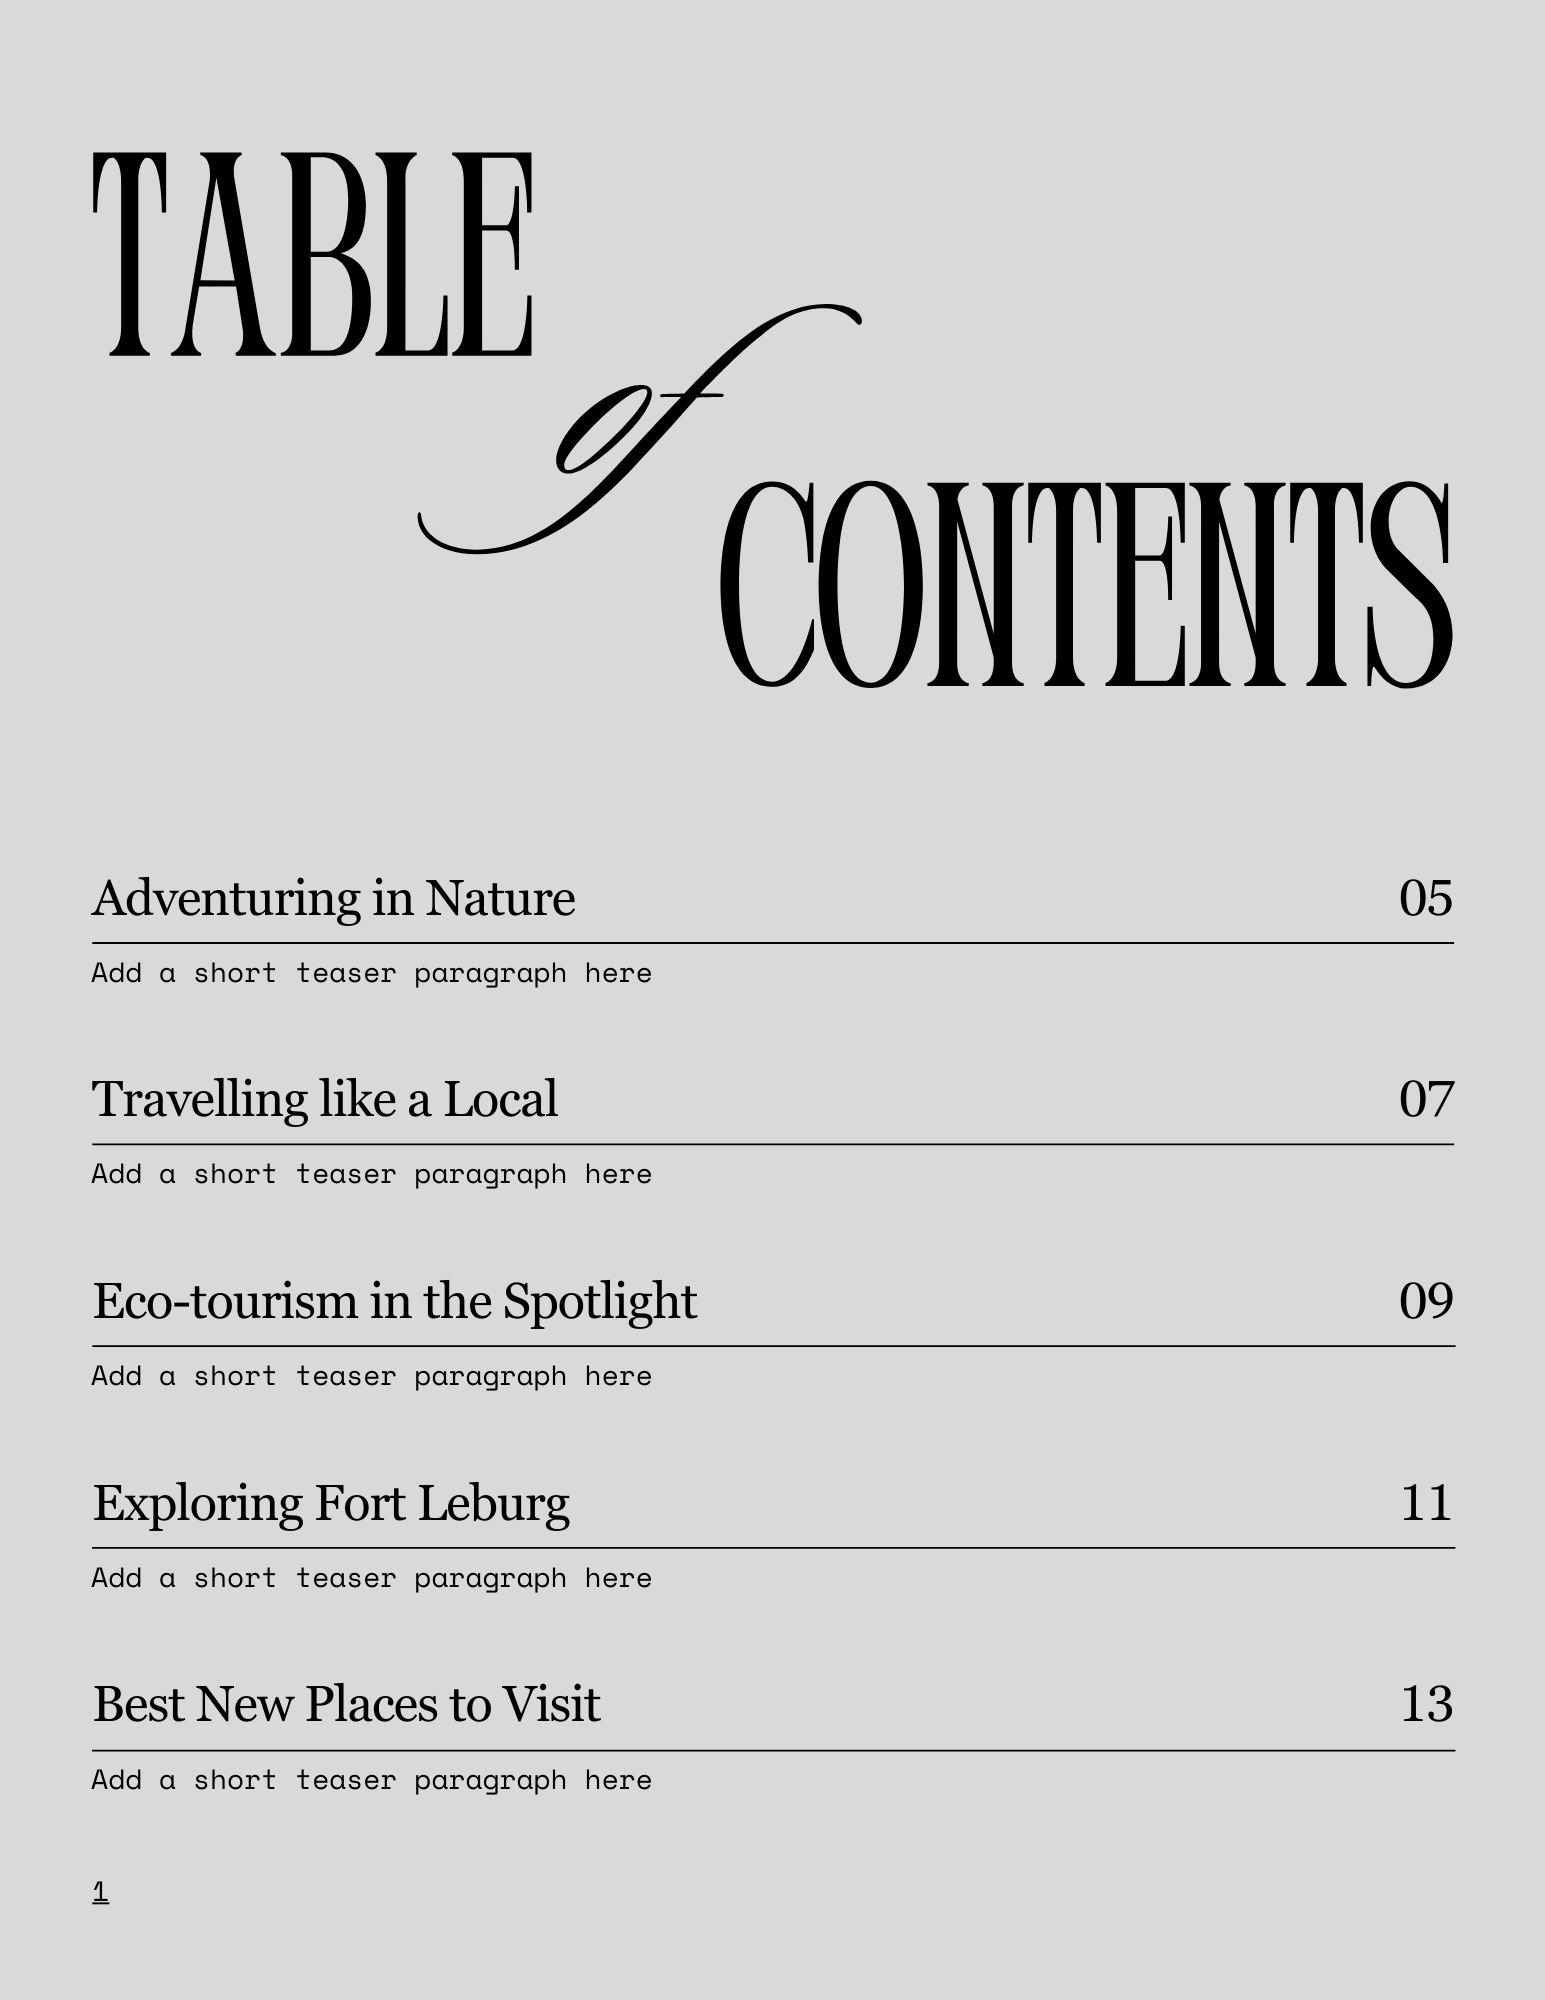 TABLE
of
CONTENTS
Adventuring in Nature 05
Add a short teaser paragraph here
Travelling like a Local 07
Add a short teaser paragraph here
Eco-tourism in the Spotlight 09
Add a short teaser paragraph here
Exploring Fort Leburg 11
Add a short teaser paragraph here
Best New Places to Visit 13
Add a short teaser paragraph here
1